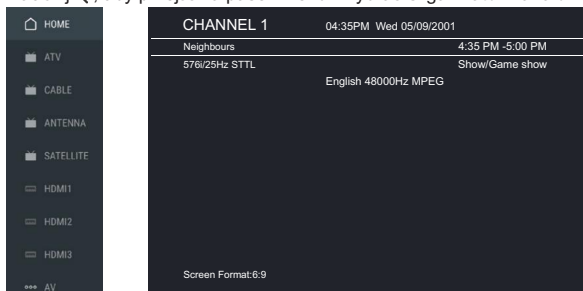 HOME
ATV
CABLE
ANTENNA
SATELLITE
HDMI1
HDMI2
HDMI3
AV
CHANNEL 1 04:35PM Wed 05/09/2001
Neighbours 4:35 PM -5:00 PM
576i/25Hz STTL Show/Game show
English 48000Hz MPEG
Screen Format:6:9